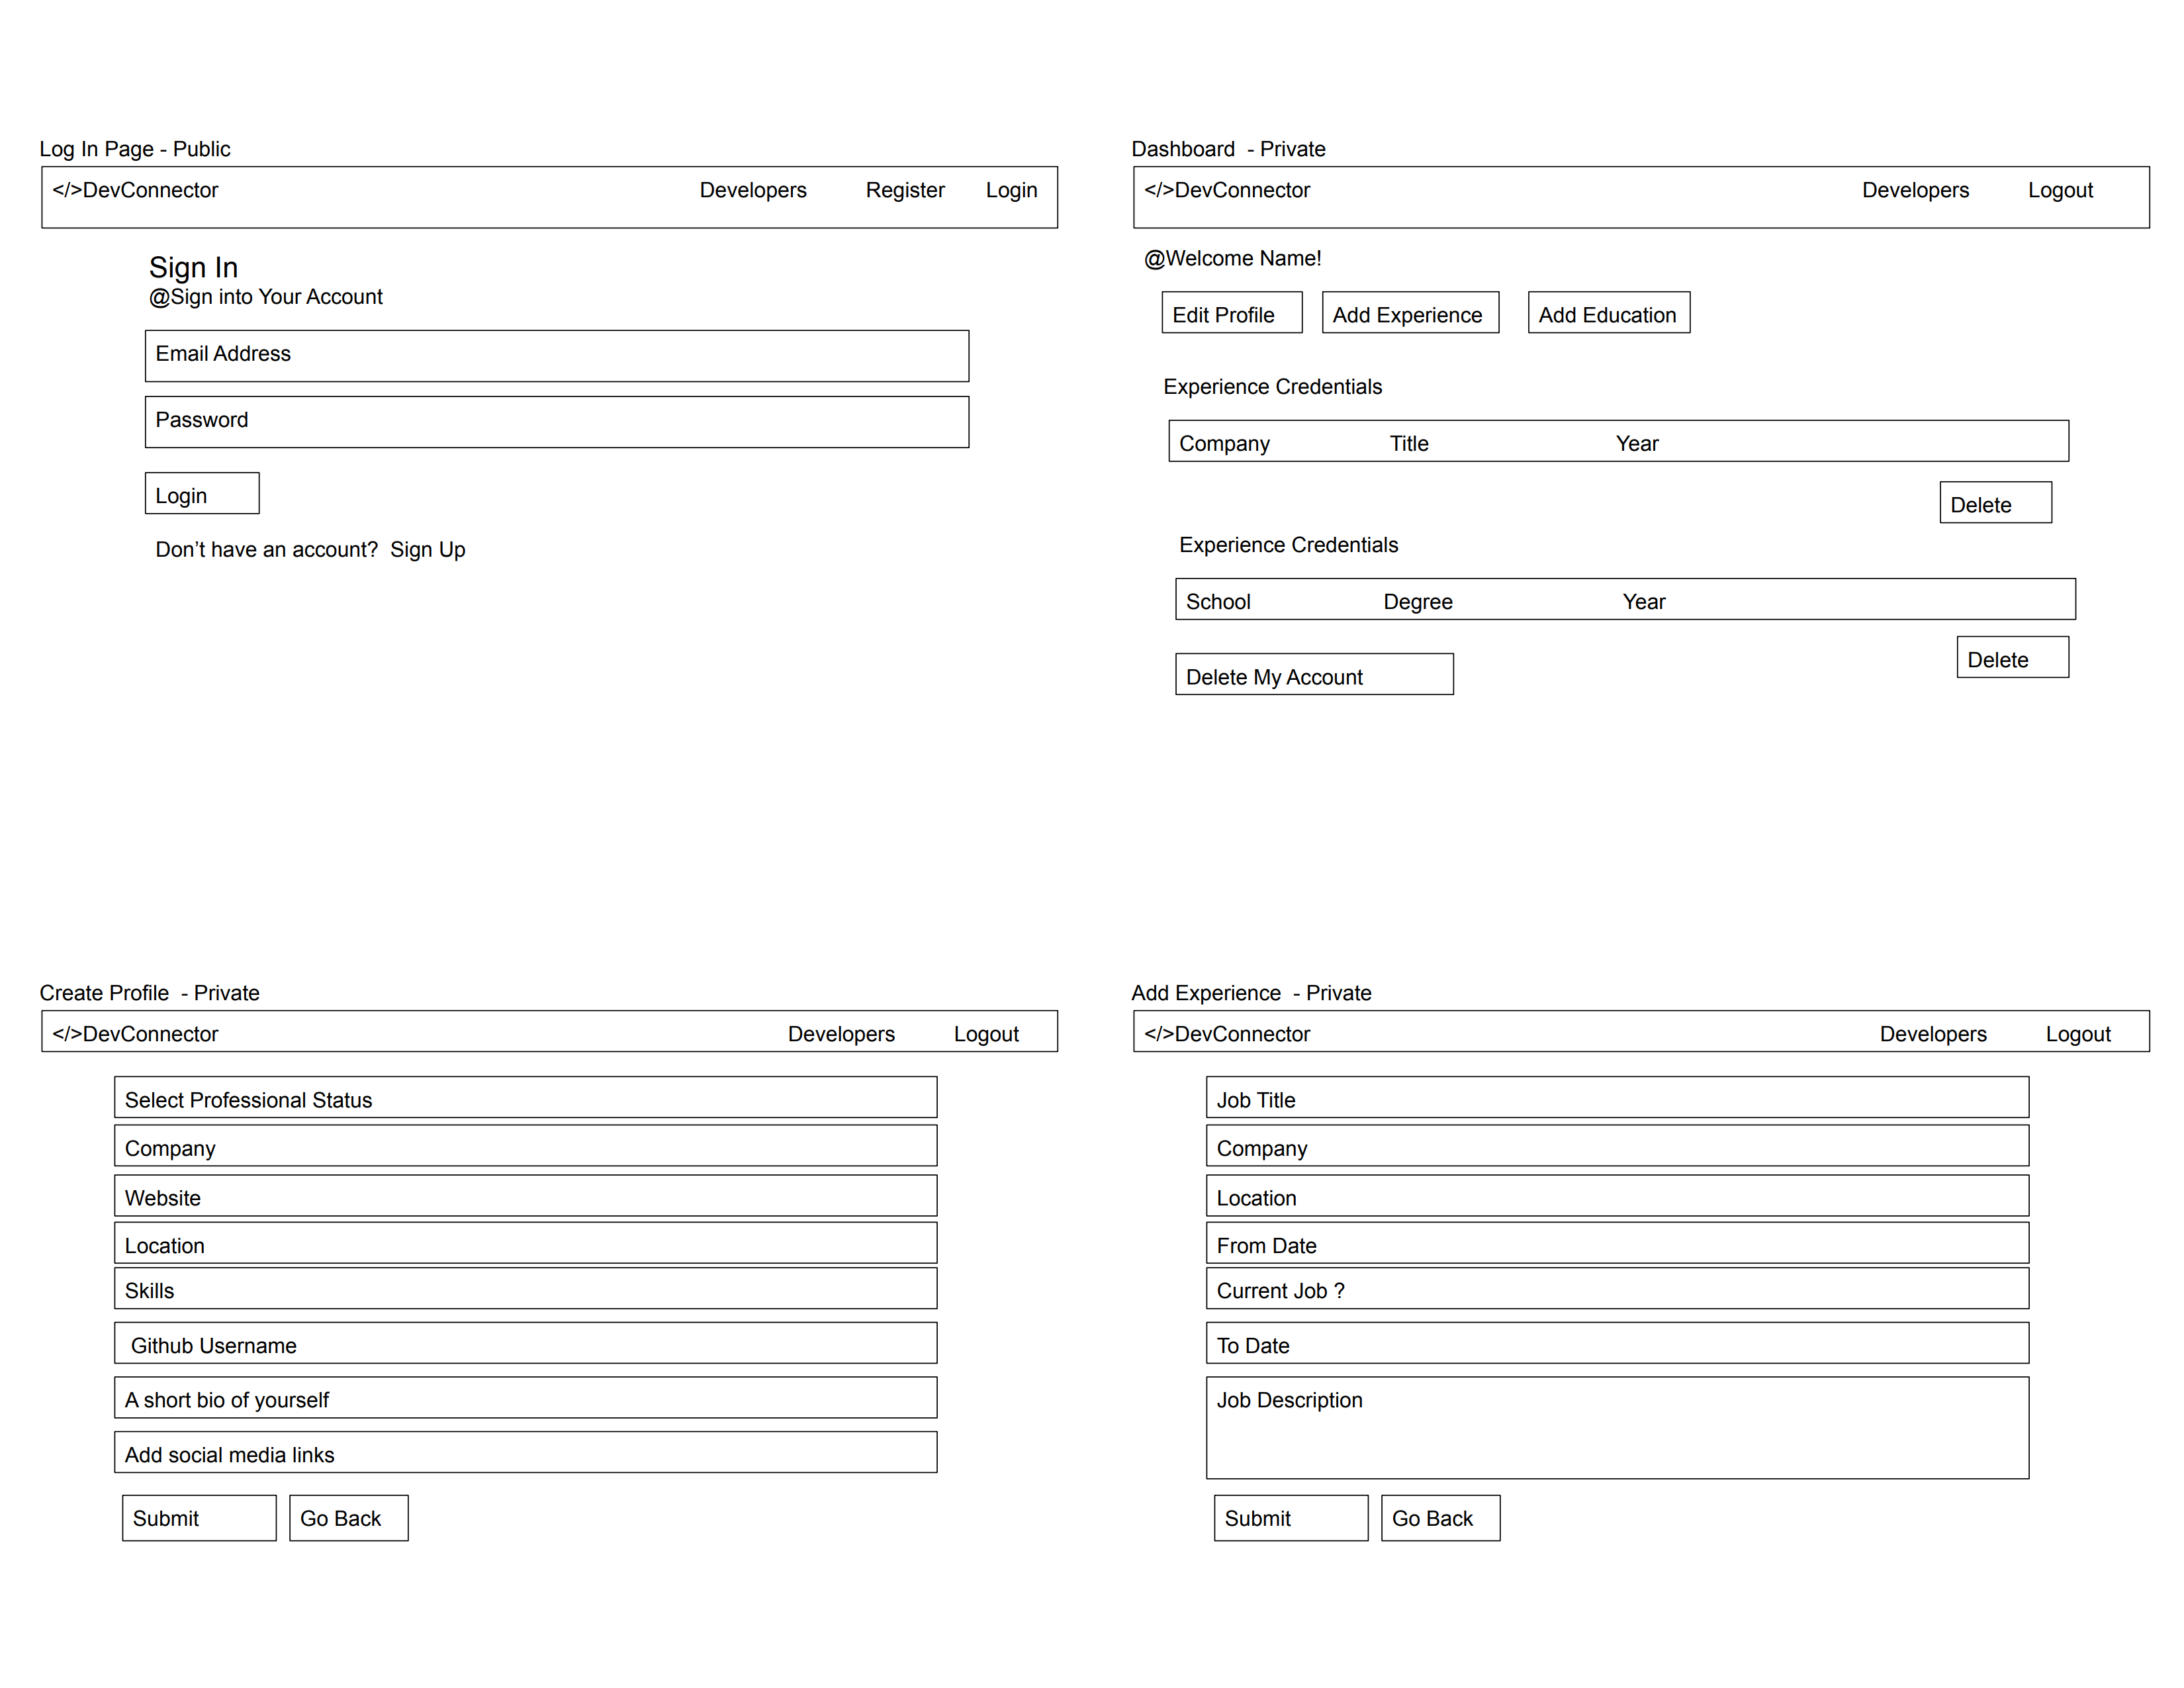 Log In Page - Public
</>DevConnector Developers Register Login
Sign In
@Sign into Your Account
Email Address
Password
Login
Don’t have an account?  Sign Up
Dashboard  - Private
</>DevConnector Developers Logout
@Welcome Name!
Edit Profile Add Experience Add Education
Experience Credentials
Company Title Year
Delete
Experience Credentials
School Degree Year
Delete
Delete My Account
Create Profile  - Private
</>DevConnector Developers Logout
Select Professional Status
Company
Website
Location
Skills
Github Username
A short bio of yourself
Add social media links
Submit Go Back
Add Experience  - Private
</>DevConnector Developers Logout
Job Title
Company
Location
From Date
Current Job ?
To Date
Job Description
Submit Go Back